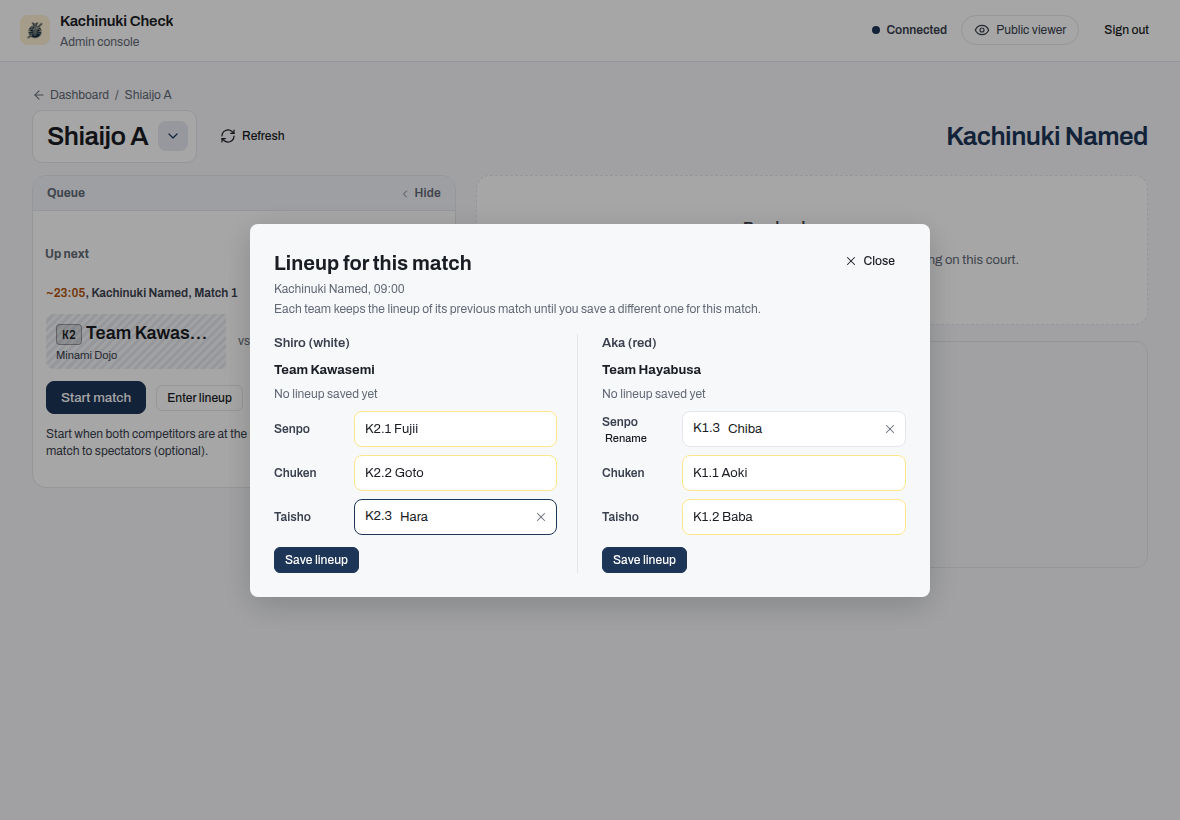 Kachinuki Check
Admin console
Connected
Public viewer
Sign out
Dashboard / Shiaijo A
Shiaijo A
Refresh
Kachinuki Named
Queue
Hide
Up next
~23:05, Kachinuki Named, Match 1
K2 Team Kawas...
Minami Dojo
vs
Start match
Enter lineup
Start when both competitors are at the
match to spectators (optional).
ng on this court.
Lineup for this match
Close
Kachinuki Named, 09:00
Each team keeps the lineup of its previous match until you save a different one for this match.
Shiro (white)
Team Kawasemi
No lineup saved yet
Senpo
K2.1 Fujii
Chuken
K2.2 Goto
Taisho
K2.3 Hara
Save lineup
Aka (red)
Team Hayabusa
No lineup saved yet
Senpo
Rename
K1.3 Chiba
Chuken
K1.1 Aoki
Taisho
K1.2 Baba
Save lineup